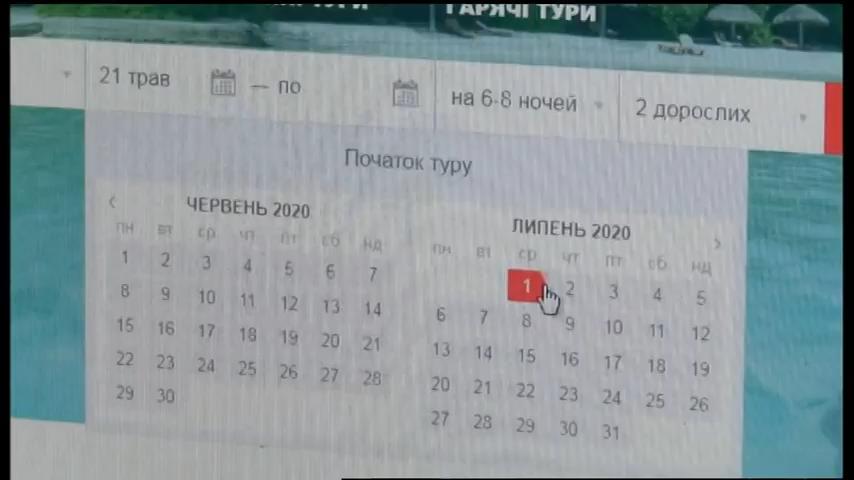 ГАРЯЧІ ТУРИ
21 трав — по на 6-8 ночей 2 дорослих
Початок туру
ЧЕРВЕНЬ 2020
пн вт ср чт пт сб нд
1 2 3 4 5 6 7
8 9 10 11 12 13 14
15 16 17 18 19 20 21
22 23 24 25 26 27 28
29 30
ЛИПЕНЬ 2020
пн вт ср чт пт сб нд
1 2 3 4 5
6 7 8 9 10 11 12
13 14 15 16 17 18 19
20 21 22 23 24 25 26
27 28 29 30 31